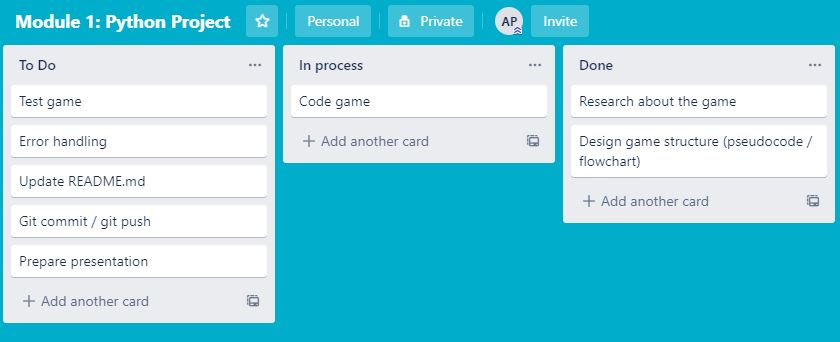 Module 1: Python Project
Personal
Private
AP
Invite
To Do
Test game
Error handling
Update README.md
Git commit / git push
Prepare presentation
+ Add another card
In process
Code game
+ Add another card
Done
Research about the game
Design game structure (pseudocode /
flowchart)
+ Add another card